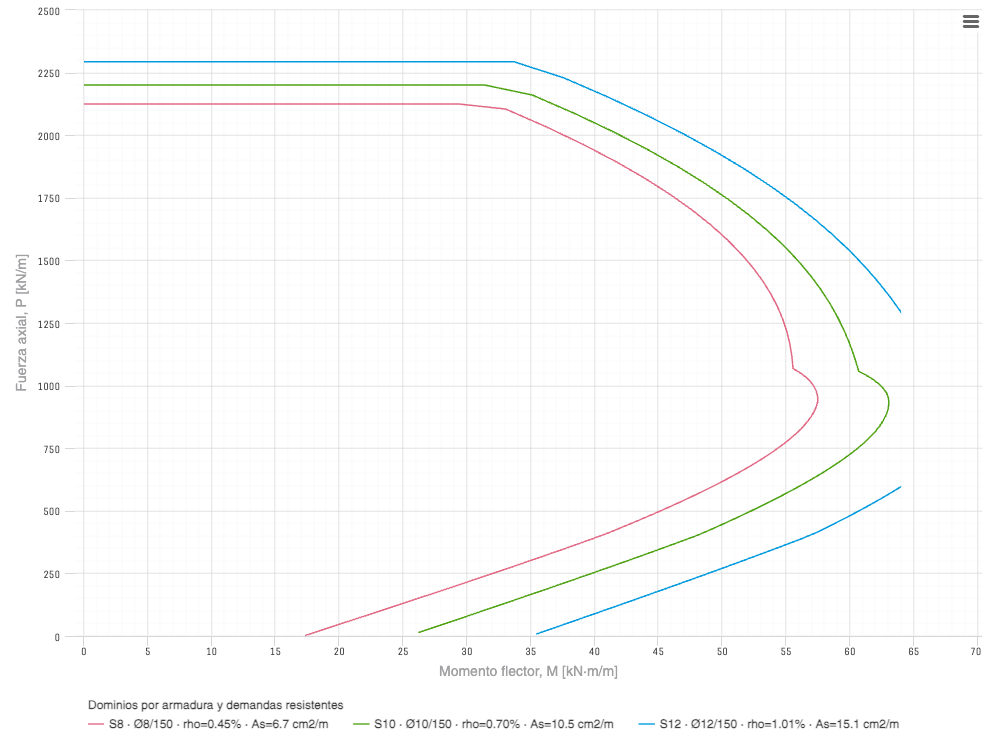 2500
2250
2000
1750
1500
1250
1000
750
500
250
0
Fuerza axial, P [kN/m]
0 5 10 15 20 25 30 35 40 45 50 55 60 65 70
Momento flector, M [kN·m/m]
Dominios por armadura y demandas resistentes
S8 · Ø8/150 · rho=0.45% · As=6.7 cm2/m S10 · Ø10/150 · rho=0.70% · As=10.5 cm2/m S12 · Ø12/150 · rho=1.01% · As=15.1 cm2/m